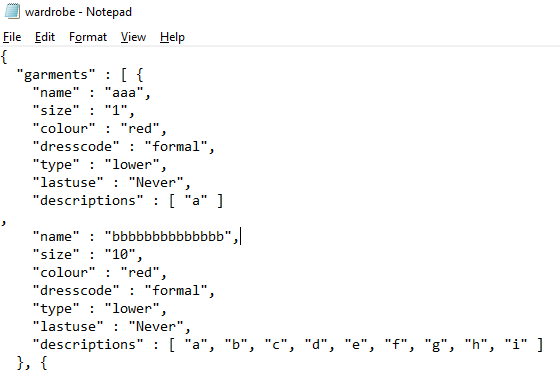 wardrobe - Notepad
File Edit Format View Help
{
  "garments" : [ {
    "name" : "aaa",
    "size" : "1",
    "colour" : "red",
    "dresscode" : "formal",
    "type" : "lower",
    "lastuse" : "Never",
    "descriptions" : [ "a" ]
,
    "name" : "bbbbbbbbbbbbbb",
    "size" : "10",
    "colour" : "red",
    "dresscode" : "formal",
    "type" : "lower",
    "lastuse" : "Never",
    "descriptions" : [ "a", "b", "c", "d", "e", "f", "g", "h", "i" ]
  }, {